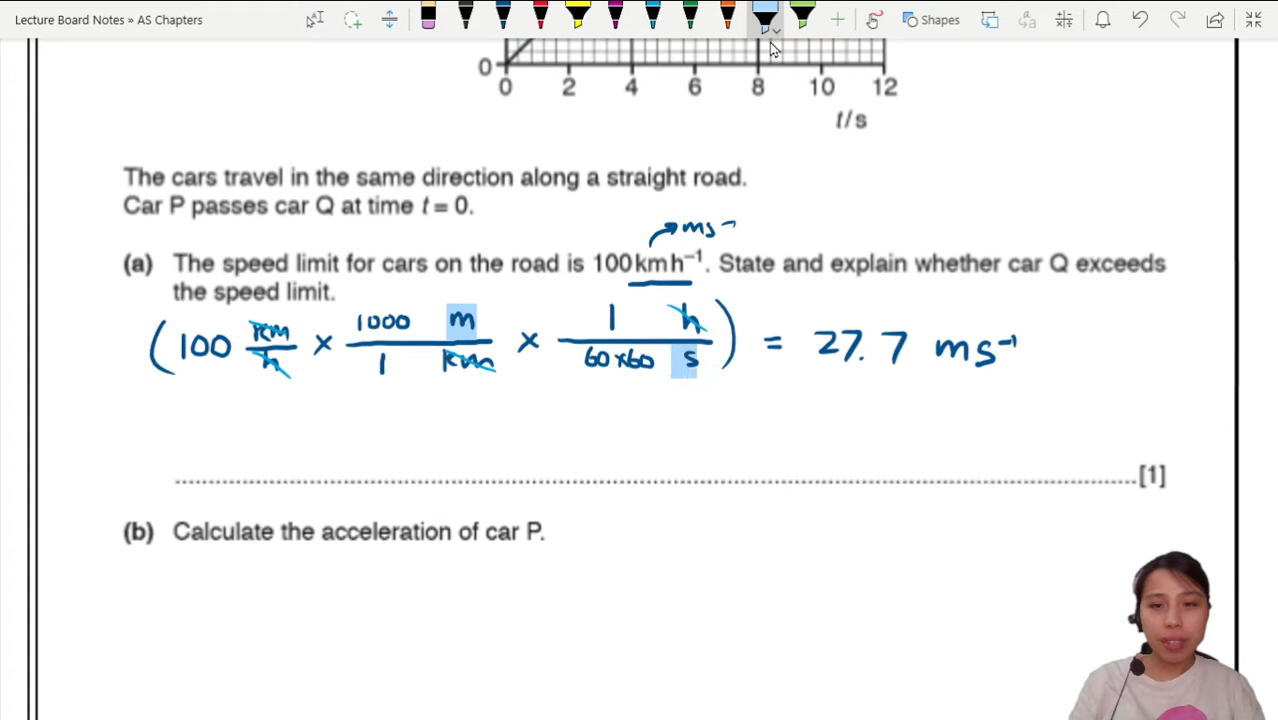 Lecture Board Notes » AS Chapters
Shapes
0
0 2 4 6 8 10 12
t/s
The cars travel in the same direction along a straight road.
Car P passes car Q at time t = 0.
ms⁻
(a) The speed limit for cars on the road is 100 km h⁻¹. State and explain whether car Q exceeds
the speed limit.
(100 km/h × 1000 m/1 km × 1 h/60×60 s) = 27.7 ms⁻¹
[1]
(b) Calculate the acceleration of car P.